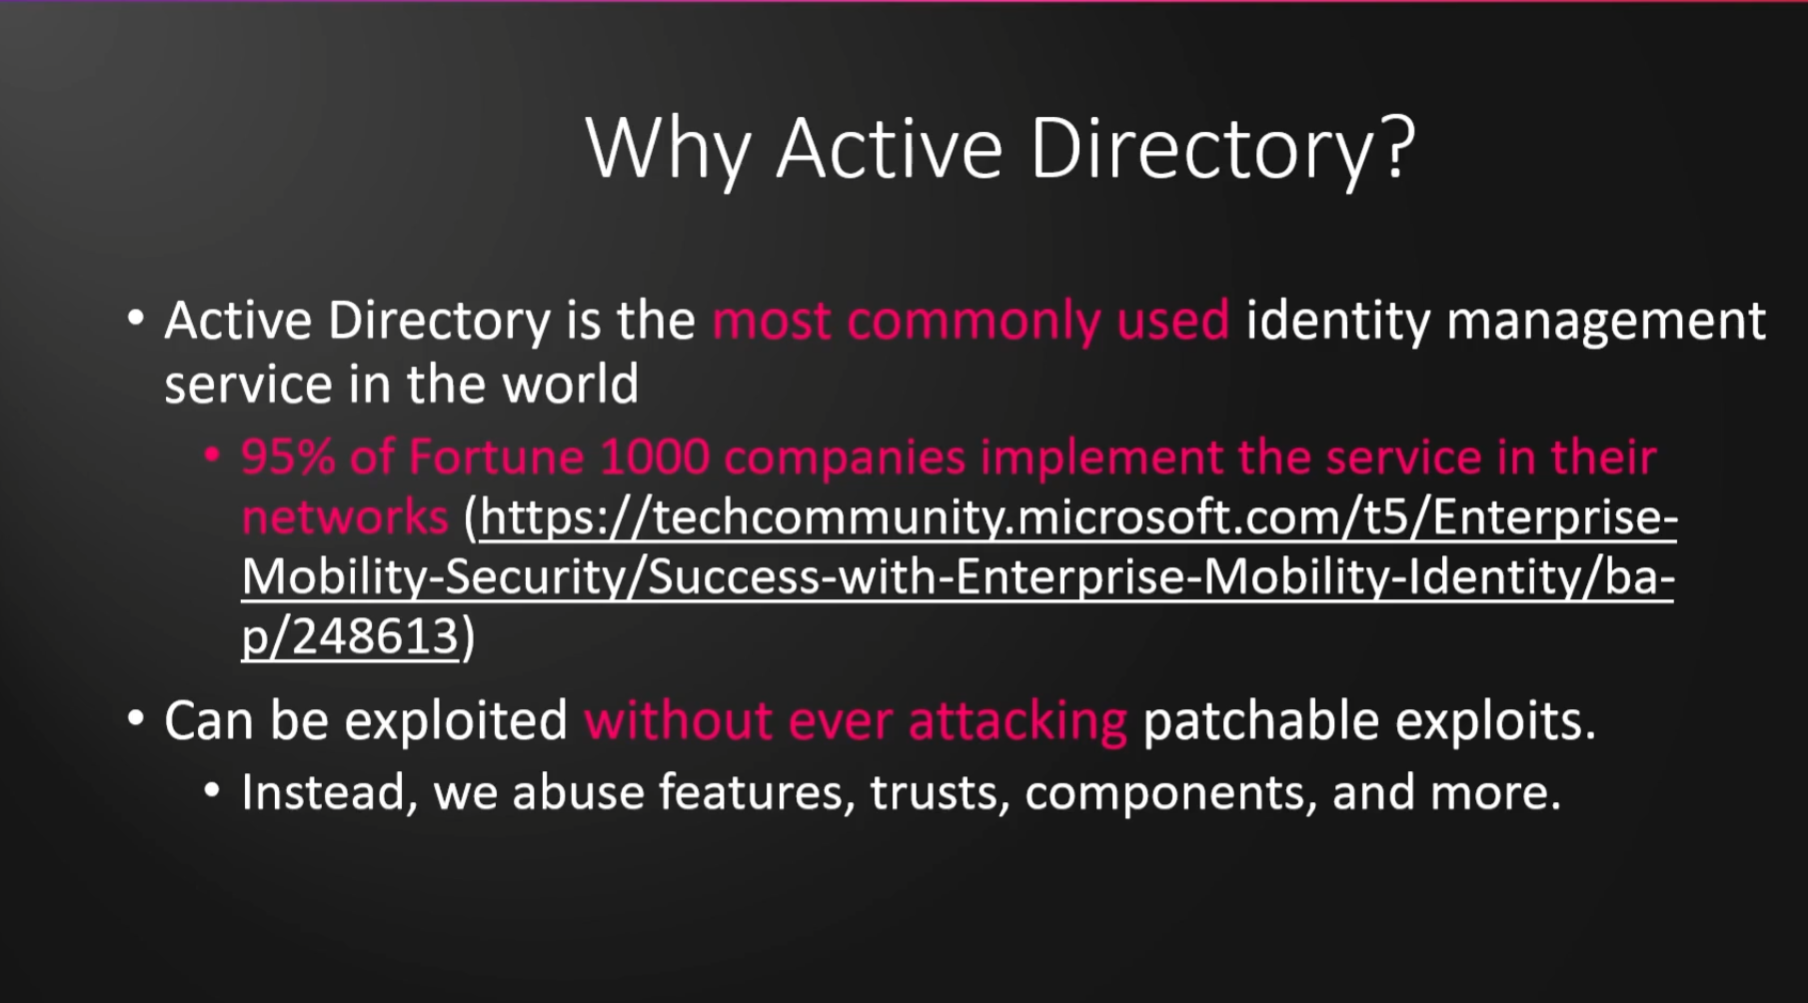 Why Active Directory?
• Active Directory is the most commonly used identity management
service in the world
• 95% of Fortune 1000 companies implement the service in their
networks (https://techcommunity.microsoft.com/t5/Enterprise-
Mobility-Security/Success-with-Enterprise-Mobility-Identity/ba-
p/248613)
• Can be exploited without ever attacking patchable exploits.
• Instead, we abuse features, trusts, components, and more.